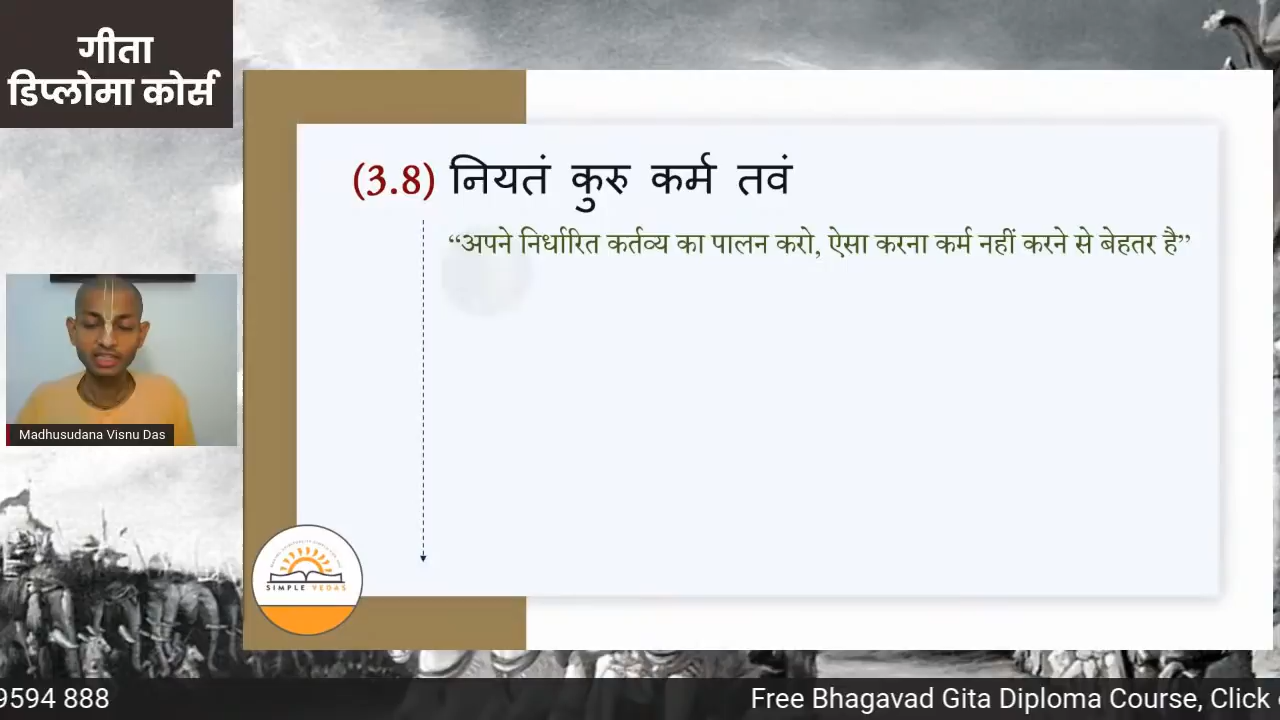 गीता
डिप्लोमा कोर्स
(3.8) नियतं कुरु कर्म तवं
“अपने निर्धारित कर्तव्य का पालन करो, ऐसा करना कर्म नहीं करने से बेहतर है”
Madhusudana Visnu Das
SIMPLE VEDAS
9594 888
Free Bhagavad Gita Diploma Course, Click